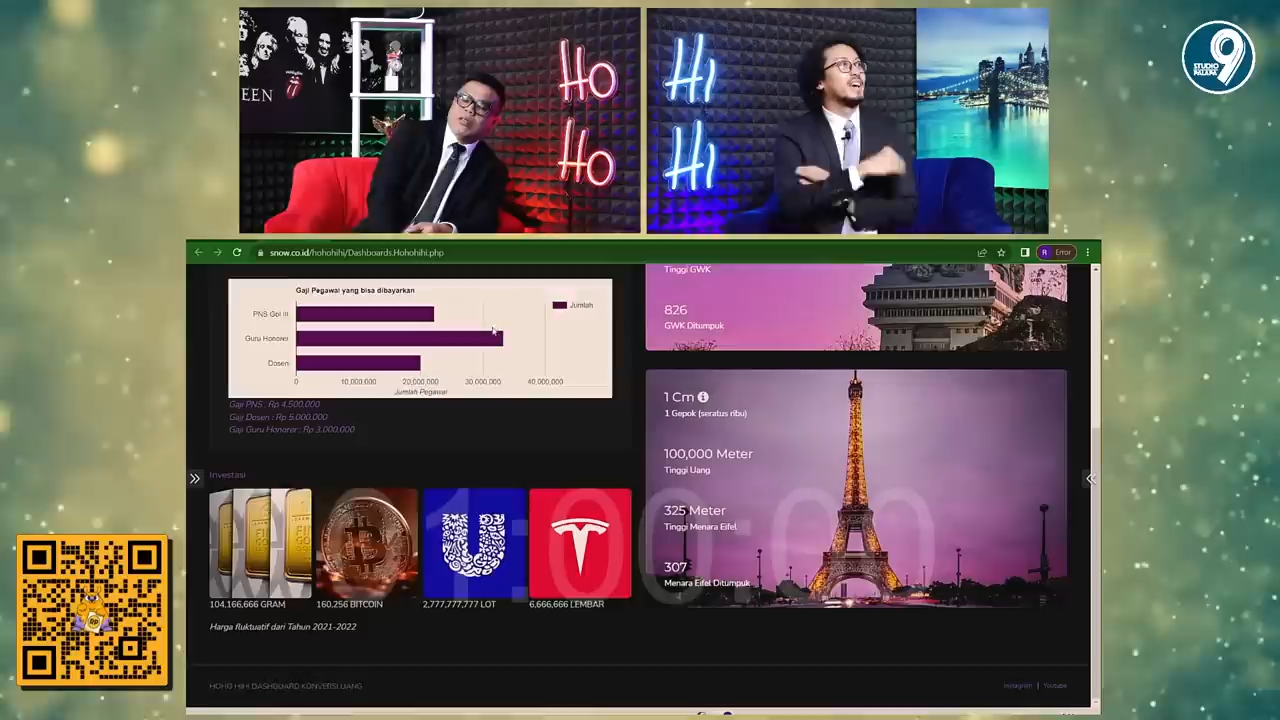 EEN
Ho
Ho
Hi
Hi
9
STUDIO
PALAPA
snow.co.id/hohohihi/Dashboards.Hohohihi.php
R
Error
Gaji Pegawai yang bisa dibayarkan
Jumlah
PNS Gol III
Guru Honorer
Dosen
0
10,000,000
20,000,000
30,000,000
40,000,000
Jumlah Pegawai
Gaji PNS : Rp 4.500.000
Gaji Dosen : Rp 5.000.000
Gaji Guru Honorer : Rp 3.000.000
Tinggi GWK
826
GWK Ditumpuk
1 Cm
1 Gepok (seratus ribu)
100,000 Meter
Tinggi Uang
325 Meter
Tinggi Menara Eifel
307
Menara Eifel Ditumpuk
Investasi
104,166,666 GRAM
160,256 BITCOIN
2,777,777,777 LOT
6,666,666 LEMBAR
Harga fluktuatif dari Tahun 2021-2022
HOHO HIHI DASHBOARD KONVERSI UANG
Instagram | Youtube
RP